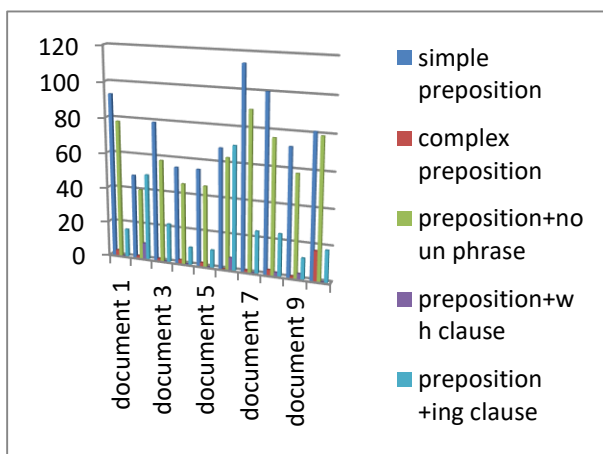 120
100
80
60
40
20
0
document 1
document 3
document 5
document 7
document 9
simple
preposition
complex
preposition
preposition+no
un phrase
preposition+w
h clause
preposition
+ing clause